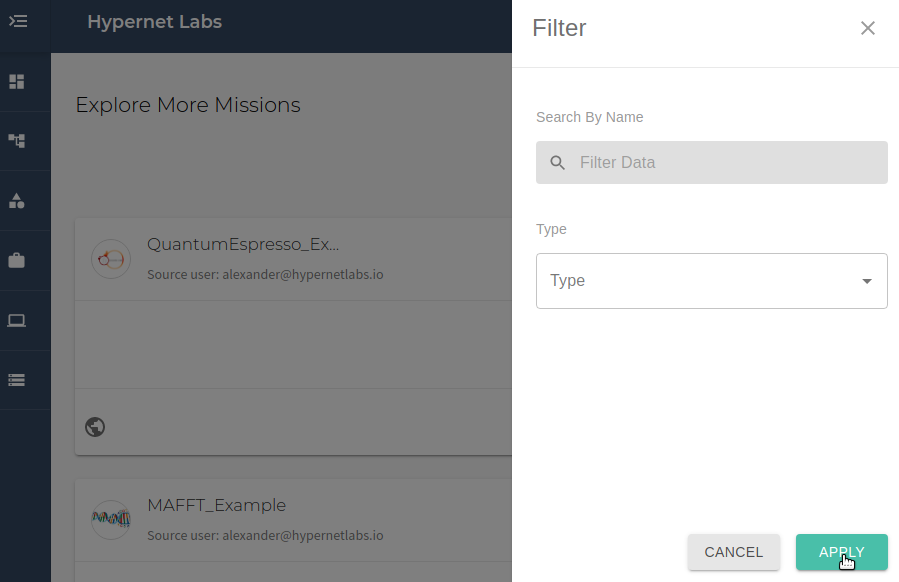 Hypernet Labs
Explore More Missions
QuantumEspresso_Ex...
Source user: alexander@hypernetlabs.io
MAFFT_Example
Source user: alexander@hypernetlabs.io
Filter
Search By Name
Filter Data
Type
Type
CANCEL
APPLY